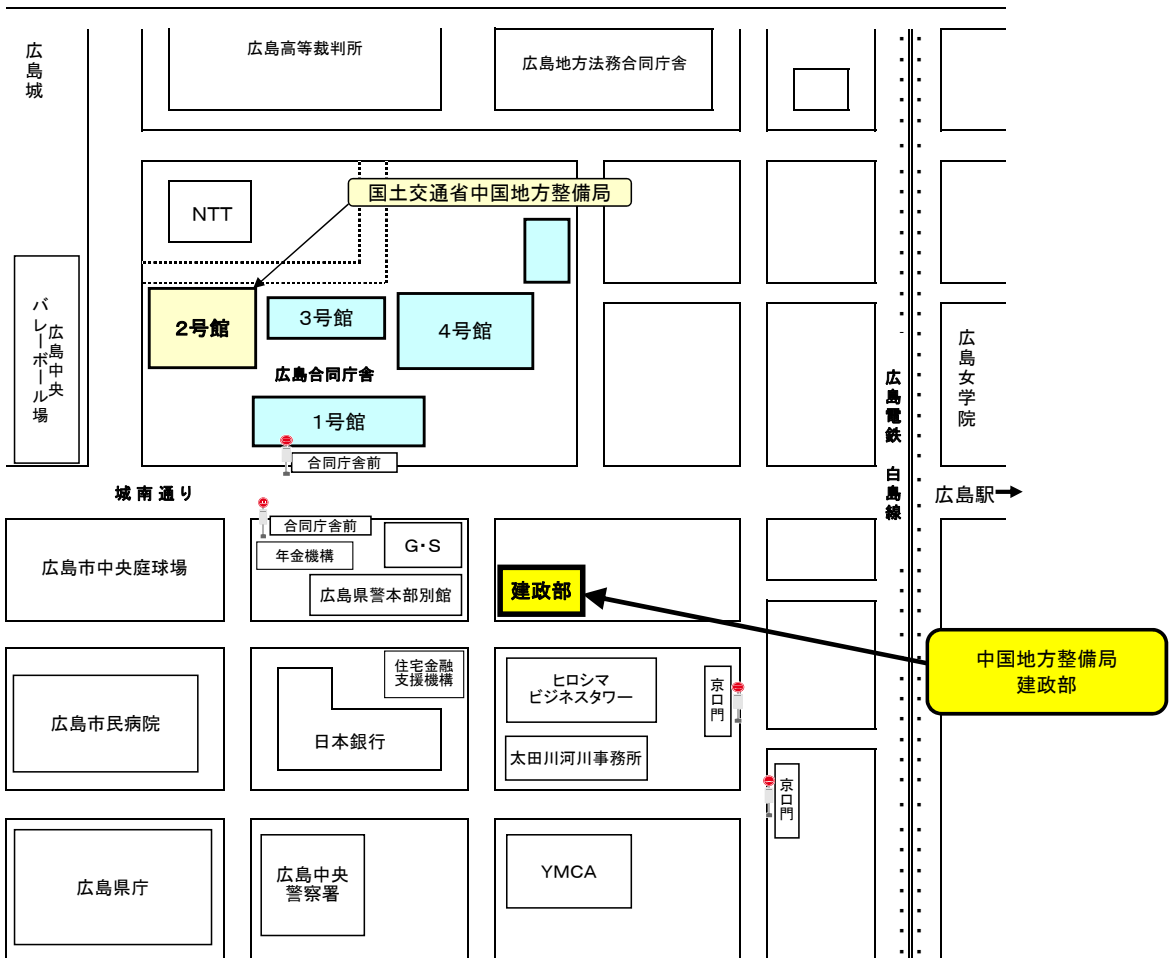 広島城
広島高等裁判所
広島地方法務合同庁舎
NTT
国土交通省中国地方整備局
広島中央
バレーボール場
2号館
3号館
4号館
広島合同庁舎
1号館
合同庁舎前
広島電鉄 白島線
広島女学院
城南通り
広島駅→
広島市中央庭球場
合同庁舎前
年金機構
G・S
広島県警本部別館
建政部
中国地方整備局
建政部
広島市民病院
住宅金融
支援機構
日本銀行
ヒロシマ
ビジネスタワー
京口門
太田川河川事務所
京口門
広島県庁
広島中央
警察署
YMCA